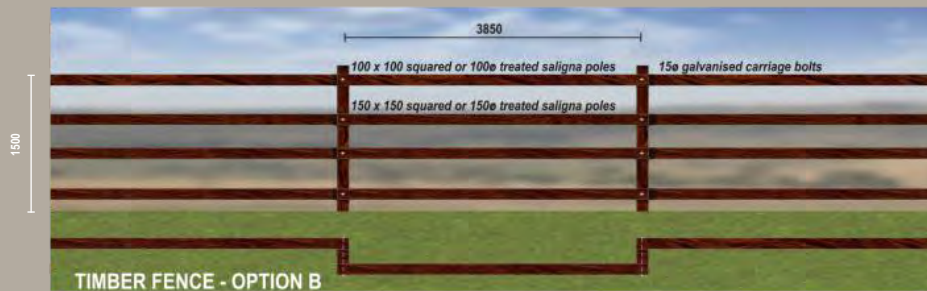 3850
100 x 100 squared or 100ø treated saligna poles
15ø galvanised carriage bolts
150 x 150 squared or 150ø treated saligna poles
1500
TIMBER FENCE - OPTION B